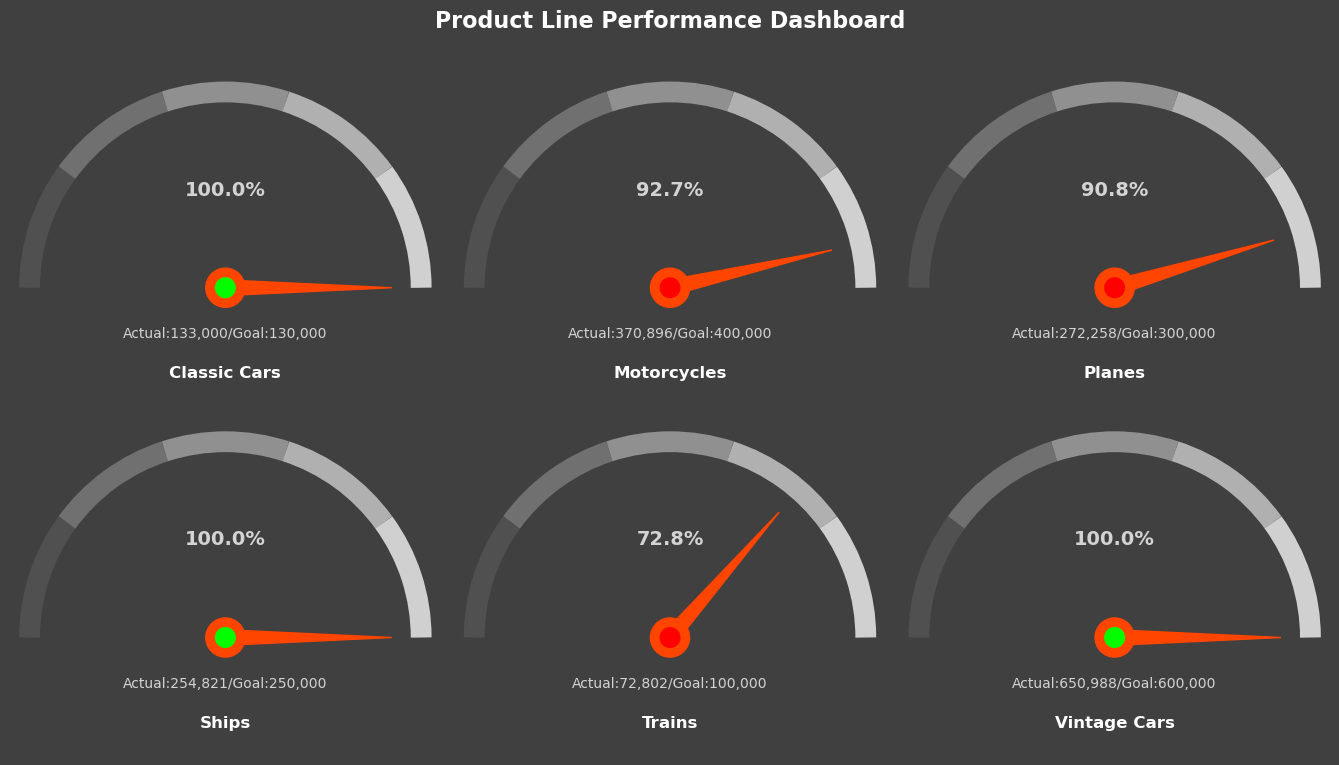 Product Line Performance Dashboard
100.0%
92.7%
90.8%
Actual:133,000/Goal:130,000
Actual:370,896/Goal:400,000
Actual:272,258/Goal:300,000
Classic Cars
Motorcycles
Planes
100.0%
72.8%
100.0%
Actual:254,821/Goal:250,000
Actual:72,802/Goal:100,000
Actual:650,988/Goal:600,000
Ships
Trains
Vintage Cars